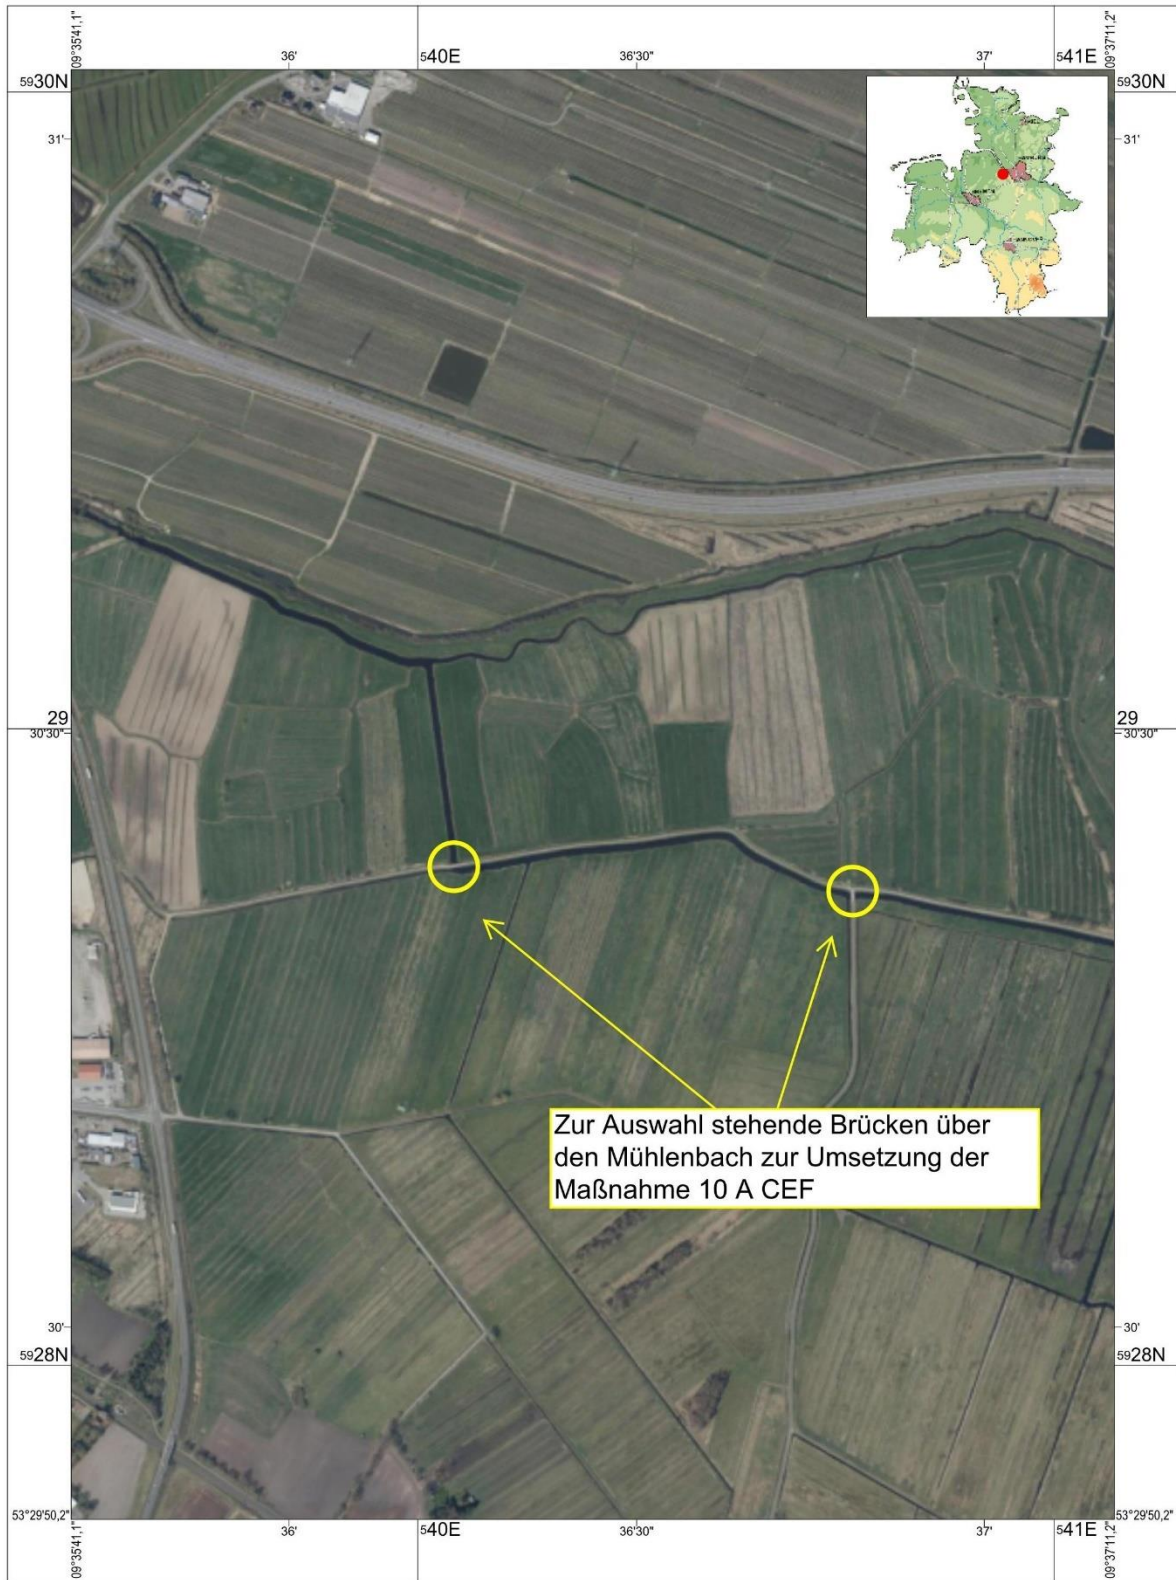 09°35'41,1"
36'
540E
36'30"
37'
541E
09°37'11,2"
5930N
5930N
31'
31'
29
29
30'30"
30'30"
Zur Auswahl stehende Brücken über
den Mühlenbach zur Umsetzung der
Maßnahme 10 A CEF
30'
30'
5928N
5928N
53°29'50,2"
53°29'50,2"
09°35'41,1"
36'
540E
36'30"
37'
541E
09°37'11,2"